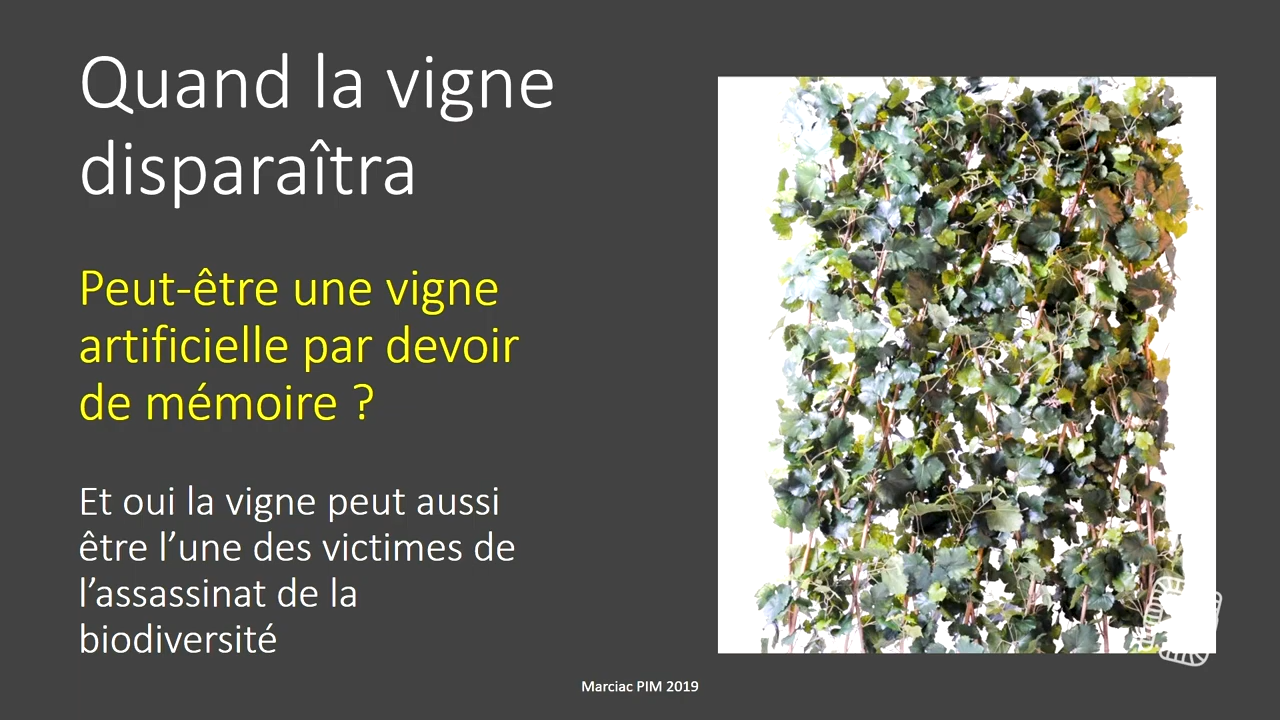 Quand la vigne
disparaîtra
Peut-être une vigne
artificielle par devoir
de mémoire ?
Et oui la vigne peut aussi
être l’une des victimes de
l’assassinat de la
biodiversité
Marciac PIM 2019